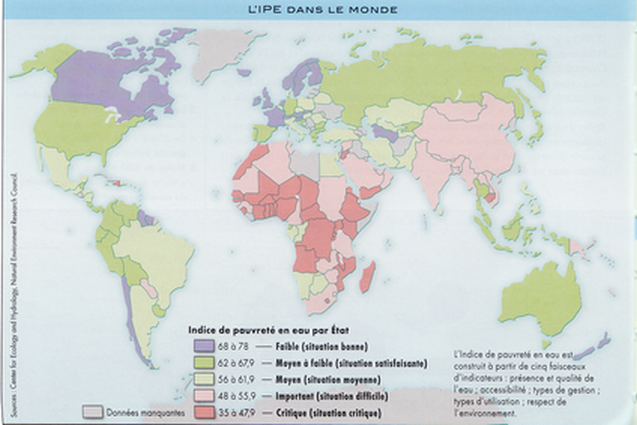 L'IPE DANS LE MONDE
Sources : Center for Ecology and Hydrology, Natural Environment Research Council.
Indice de pauvreté en eau par État
68 à 78 — Faible (situation bonne)
62 à 67,9 — Moyen à faible (situation satisfaisante)
56 à 61,9 — Moyen (situation moyenne)
48 à 55,9 — Important (situation difficile)
Données manquantes
35 à 47,9 — Critique (situation critique)
L'Indice de pauvreté en eau est
construit à partir de cinq faisceaux
d'indicateurs : présence et qualité de
l'eau ; accessibilité ; types de gestion ;
types d'utilisation ; respect de
l'environnement.